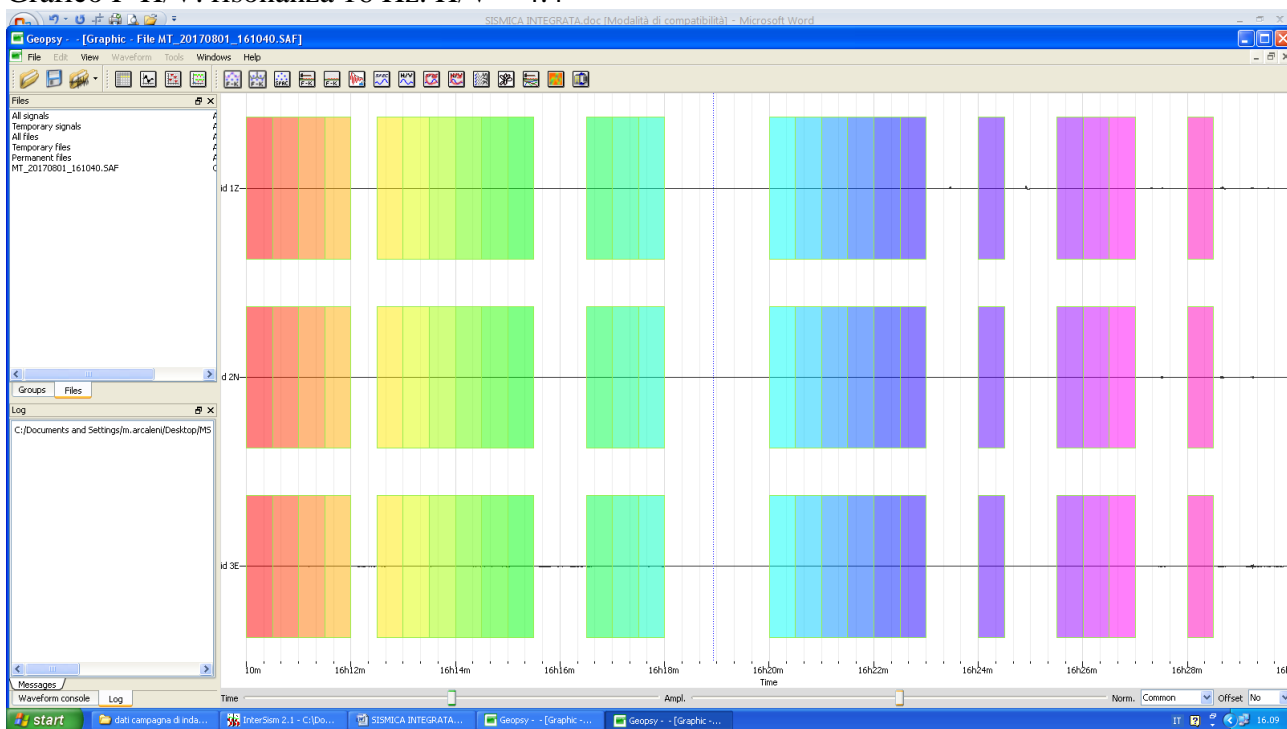 SISMICA INTEGRATA.doc [Modalità di compatibilità] - Microsoft Word
Geopsy - - [Graphic - File MT_20170801_161040.SAF]
File Edit View Waveform Tools Windows Help
Files
All signals
Temporary signals
All files
Temporary files
Permanent files
MT_20170801_161040.SAF
Groups Files
Log
C:/Documents and Settings/m.arcaleni/Desktop/MS
Messages
Waveform console Log
id 1Z
d 2N
id 3E
10m 16h12m 16h14m 16h16m 16h18m 16h20m 16h22m 16h24m 16h26m 16h28m
Time
Time Ampl. Norm. Common Offset No
start dati campagna di inda... InterSism 2.1 - C:\Do... SISMICA INTEGRATA... Geopsy - - [Graphic -... Geopsy - - [Graphic -... IT 16.09